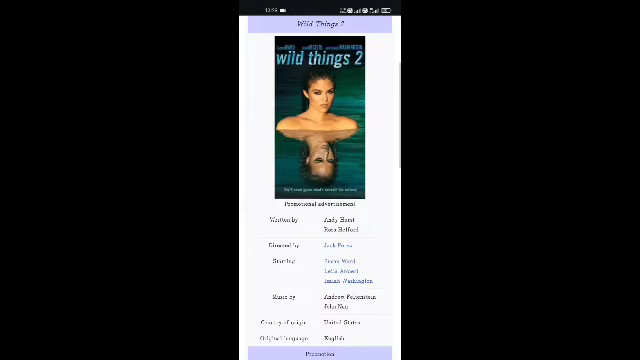 Wild Things 2
wild things 2
Promotional advertisement
Written by
Andy Hurst
Ross Helford
Directed by
Jack Perez
Starring
Susan Ward
Leila Arcieri
Isaiah Washington
Music by
Andrew Feltenstein
John Nau
Country of origin
United States
Original language
English
Production